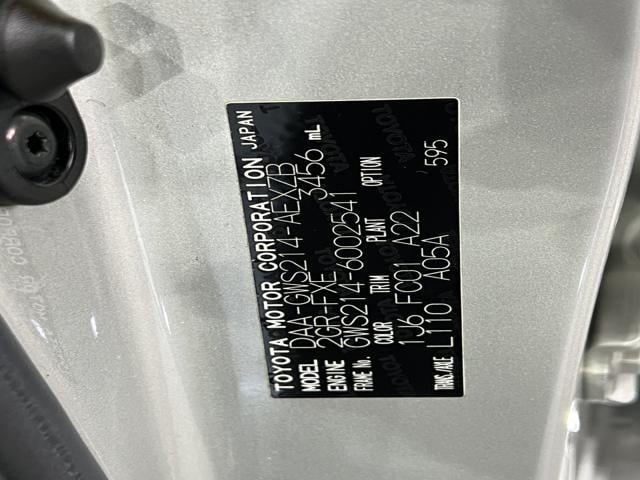 TOYOTA MOTOR CORPORATION JAPAN
MODEL DAA-GWS214-AEXZB
ENGINE 2GR-FXE 3456 mL
FRAME No. GWS214-6002541
COLOR TRIM PLANT OPTION
1J6 FC01 A22
TRANS./AXLE L110 A05A 595